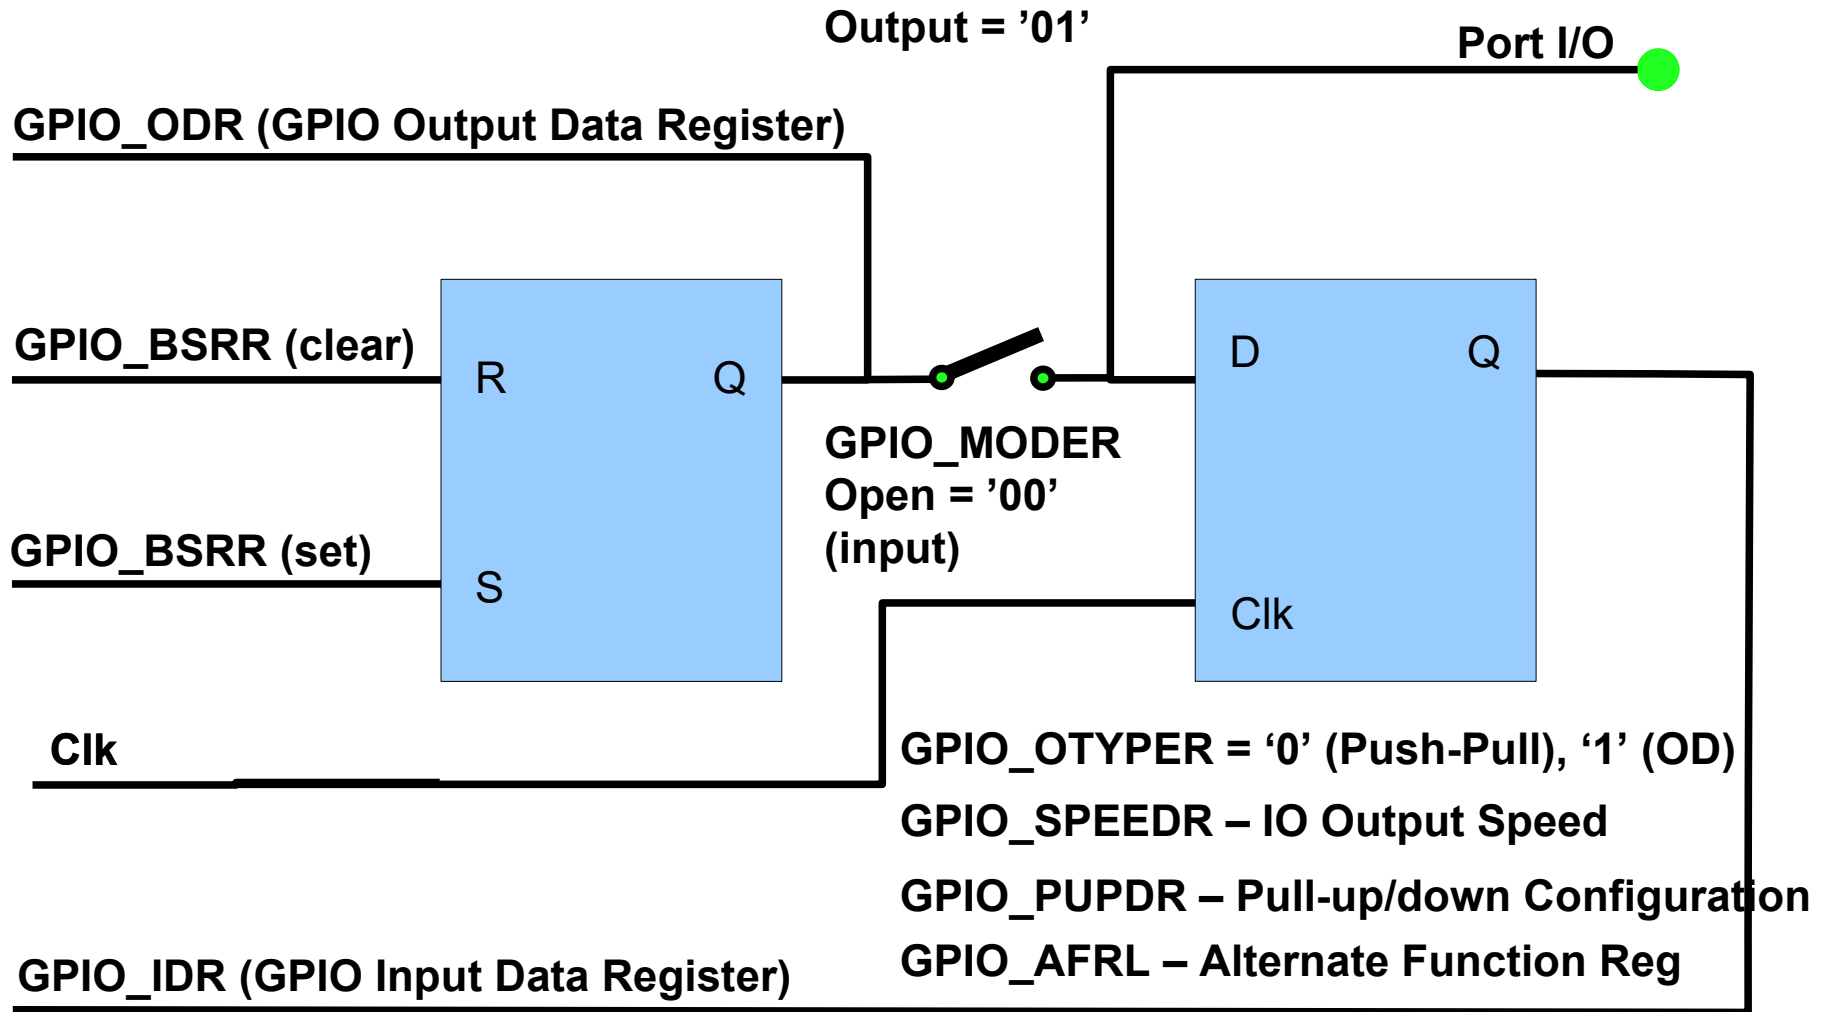 Output = ’01’
Port I/O
GPIO_ODR (GPIO Output Data Register)
GPIO_BSRR (clear)
R
Q
D
Q
GPIO_MODER
Open = ’00’
(input)
GPIO_BSRR (set)
S
Clk
Clk
GPIO_OTYPER = ‘0’ (Push-Pull), ‘1’ (OD)
GPIO_SPEEDR – IO Output Speed
GPIO_PUPDR – Pull-up/down Configuration
GPIO_AFRL – Alternate Function Reg
GPIO_IDR (GPIO Input Data Register)